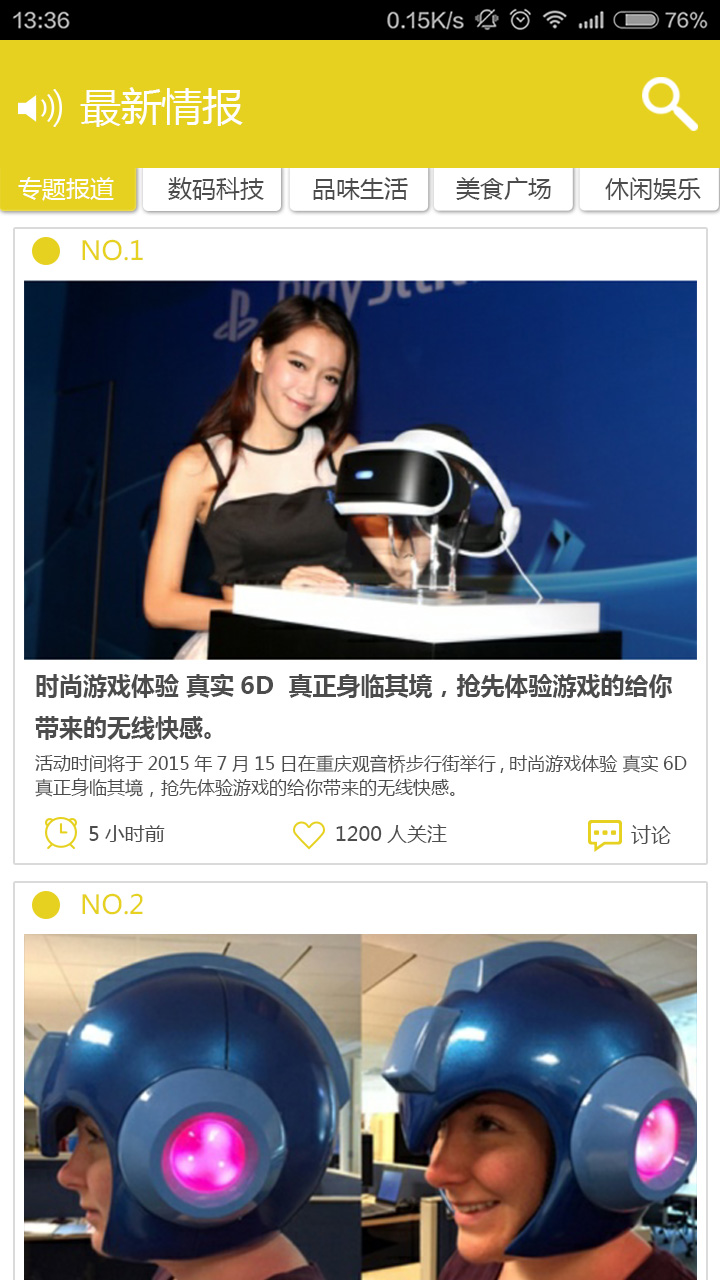 13:36 0.15K/s 76%
最新情报
专题报道 数码科技 品味生活 美食广场 休闲娱乐
NO.1
时尚游戏体验 真实 6D 真正身临其境，抢先体验游戏的给你
带来的无线快感。
活动时间将于 2015 年 7 月 15 日在重庆观音桥步行街举行 , 时尚游戏体验 真实 6D
真正身临其境，抢先体验游戏的给你带来的无线快感。
5 小时前 1200 人关注 讨论
NO.2